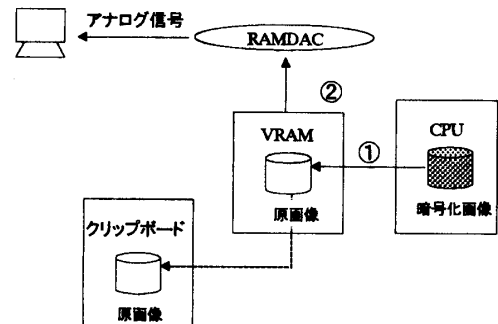 アナログ信号
RAMDAC
②
VRAM
原画像
①
CPU
暗号化画像
クリップボード
原画像